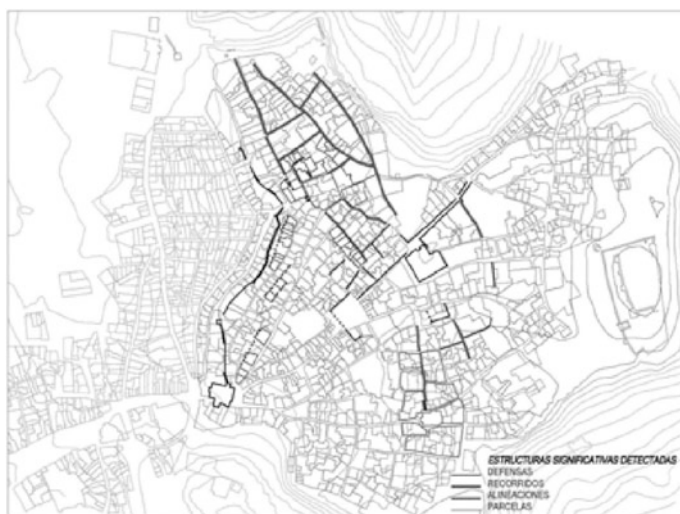 ESTRUCTURAS SIGNIFICATIVAS DETECTADAS
DEFENSAS
RECORRIDOS
ALINEACIONES
PARCELAS